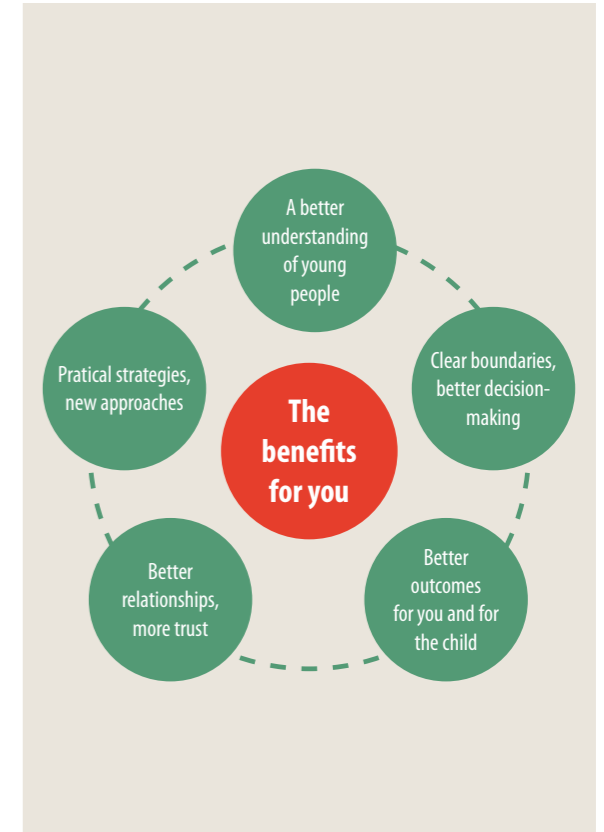 A better
understanding
of young
people
Clear boundaries,
better decision-
making
Better
outcomes
for you and for
the child
Better
relationships,
more trust
Pratical strategies,
new approaches
The
benefits
for you